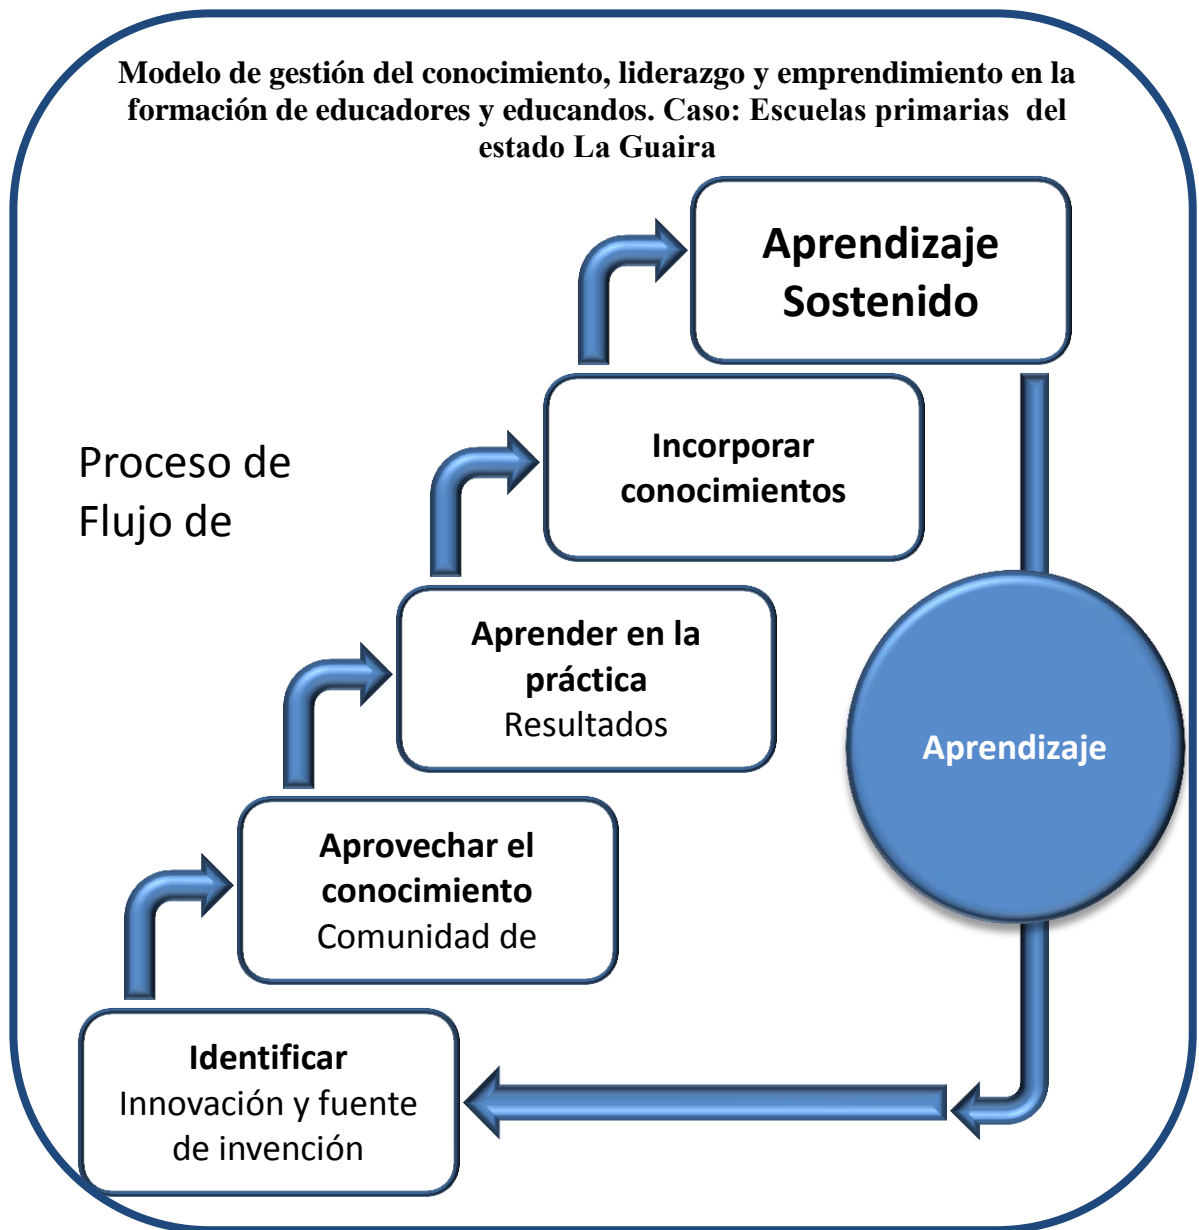 Modelo de gestión del conocimiento, liderazgo y emprendimiento en la
formación de educadores y educandos. Caso: Escuelas primarias del
estado La Guaira
Aprendizaje
Sostenido
Incorporar
conocimientos
Proceso de
Flujo de
Aprender en la
práctica
Resultados
Aprendizaje
Aprovechar el
conocimiento
Comunidad de
Identificar
Innovación y fuente
de invención